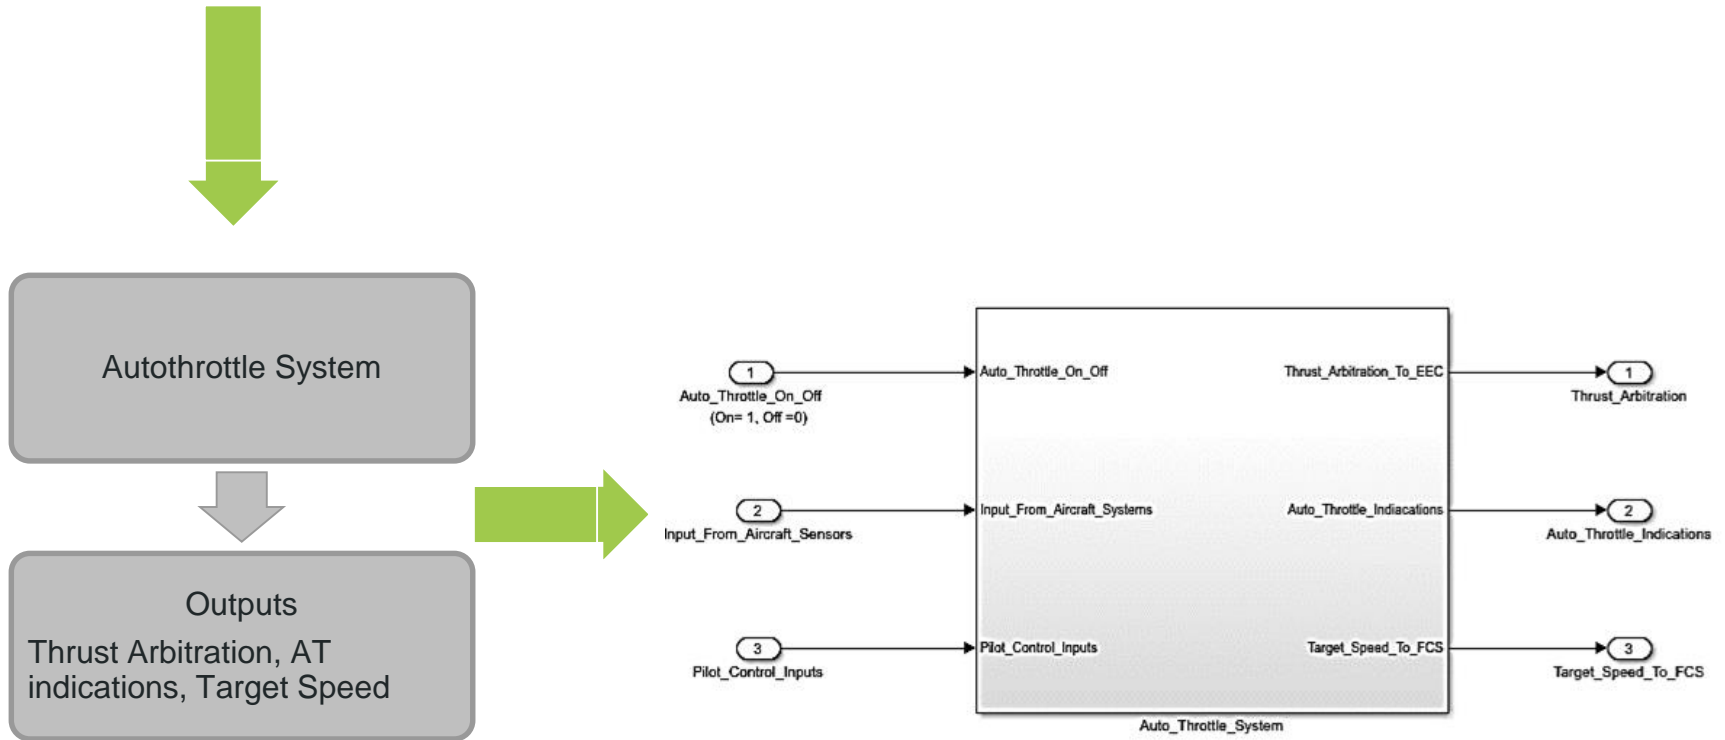 Autothrottle System
Outputs
Thrust Arbitration, AT
indications, Target Speed
1
Auto_Throttle_On_Off
(On= 1, Off =0)
2
Input_From_Aircraft_Sensors
3
Pilot_Control_Inputs
Auto_Throttle_On_Off
Input_From_Aircraft_Systems
Pilot_Control_Inputs
Thrust_Arbitration_To_EEC
Auto_Throttle_Indiacations
Target_Speed_To_FCS
Auto_Throttle_System
1
Thrust_Arbitration
2
Auto_Throttle_Indications
3
Target_Speed_To_FCS